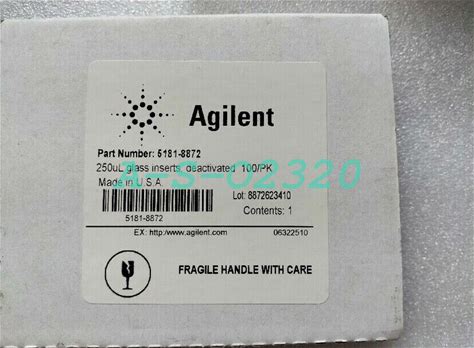 Agilent
Part Number: 5181-8872
250uL glass inserts, deactivated 100/PK
Made in U.S.A
A-S-02320
Lot: 8872623410
Contents: 1
5181-8872
EX: http:/www.agilent.com
06322510
FRAGILE HANDLE WITH CARE